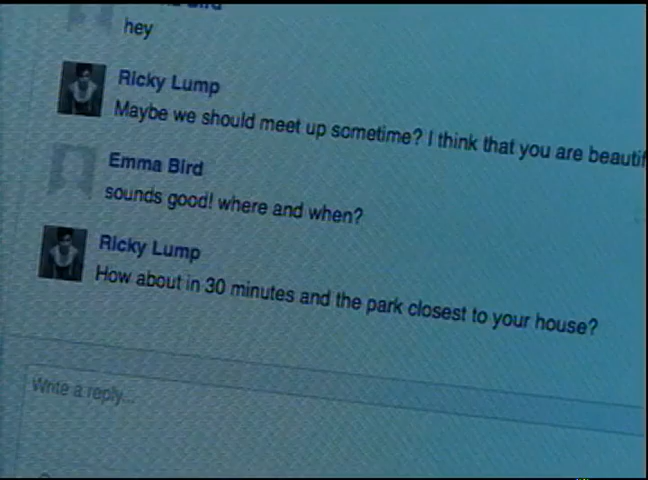 hey
Ricky Lump
Maybe we should meet up sometime? I think that you are beautif
Emma Bird
sounds good! where and when?
Ricky Lump
How about in 30 minutes and the park closest to your house?
Write a reply...